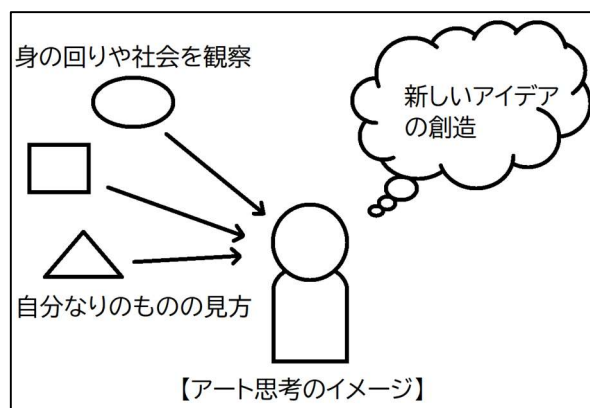 身の回りや社会を観察
新しいアイデア
の創造
自分なりのものの見方
【アート思考のイメージ】